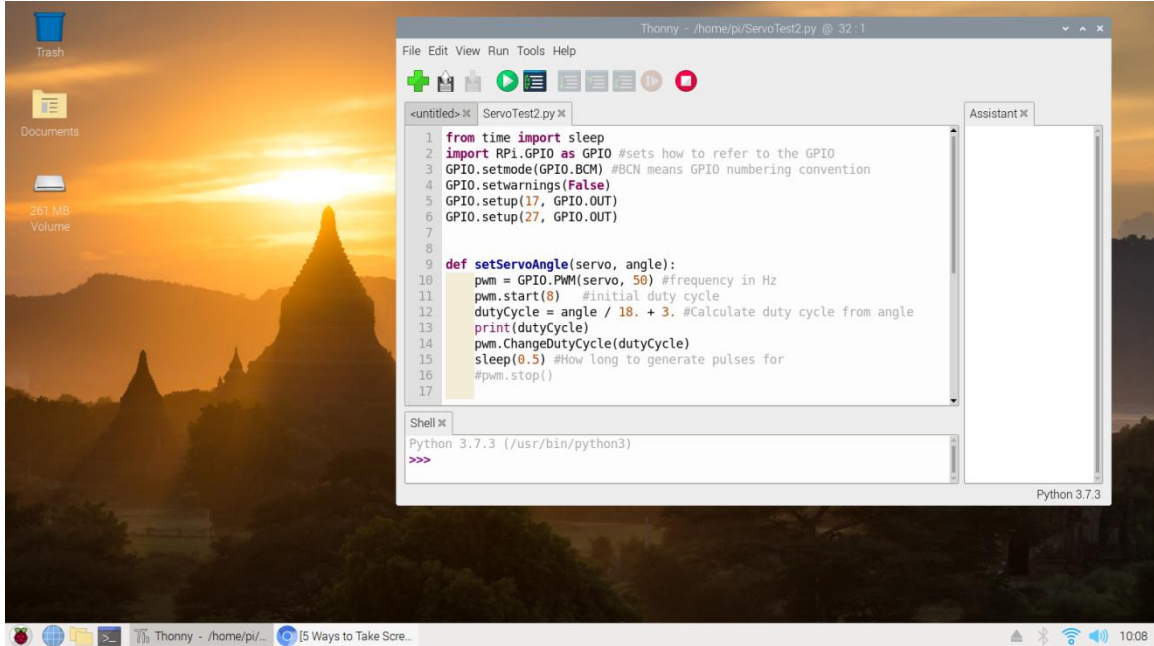 Trash
Documents
261 MB
Volume
Thonny - /home/pi/ServoTest2.py @ 32:1
File Edit View Run Tools Help
<untitled> ServoTest2.py
Assistant
1 from time import sleep
2 import RPi.GPIO as GPIO #sets how to refer to the GPIO
3 GPIO.setmode(GPIO.BCM) #BCN means GPIO numbering convention
4 GPIO.setwarnings(False)
5 GPIO.setup(17, GPIO.OUT)
6 GPIO.setup(27, GPIO.OUT)
7
8
9 def setServoAngle(servo, angle):
10 pwm = GPIO.PWM(servo, 50) #frequency in Hz
11 pwm.start(8) #initial duty cycle
12 dutyCycle = angle / 18. + 3. #Calculate duty cycle from angle
13 print(dutyCycle)
14 pwm.ChangeDutyCycle(dutyCycle)
15 sleep(0.5) #How long to generate pulses for
16 #pwm.stop()
17
Shell
Python 3.7.3 (/usr/bin/python3)
>>>
Python 3.7.3
Thonny - /home/pi/...
[5 Ways to Take Scre...
10:08